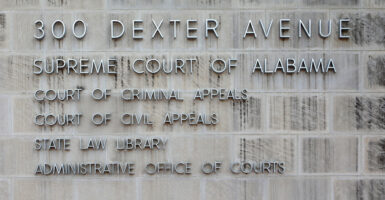 300 DEXTER AVENUE
SUPREME COURT OF ALABAMA
COURT OF CRIMINAL APPEALS
COURT OF CIVIL APPEALS
STATE LAW LIBRARY
ADMINISTRATIVE OFFICE OF COURTS